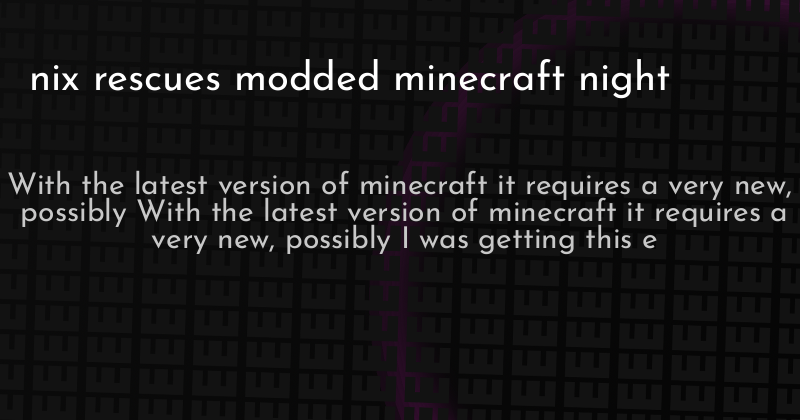 nix rescues modded minecraft night
With the latest version of minecraft it requires a very new,
possibly With the latest version of minecraft it requires a
very new, possibly I was getting this e